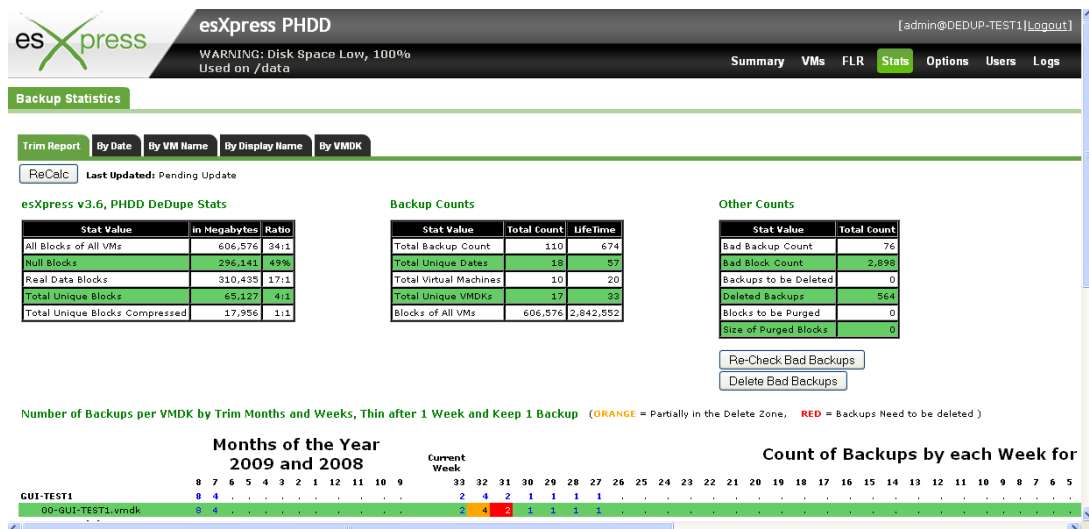 esXpress
esXpress PHDD
[admin@DEDUP-TEST1|Logout]
WARNING: Disk Space Low, 100%
Used on /data
Summary VMs FLR Stats Options Users Logs
Backup Statistics
Trim Report By Date By VM Name By Display Name By VMDK
ReCalc Last Updated: Pending Update
esXpress v3.6, PHDD DeDupe Stats
Stat Value in Megabytes Ratio
All Blocks of All VMs 606,576 34:1
Null Blocks 296,141 49%
Real Data Blocks 310,435 17:1
Total Unique Blocks 65,127 4:1
Total Unique Blocks Compressed 17,956 1:1
Backup Counts
Stat Value Total Count LifeTime
Total Backup Count 110 674
Total Unique Dates 18 57
Total Virtual Machines 10 20
Total Unique VMDKs 17 33
Blocks of All VMs 606,576 2,842,552
Other Counts
Stat Value Total Count
Bad Backup Count 76
Bad Block Count 2,898
Backups to be Deleted 0
Deleted Backups 564
Blocks to be Purged 0
Size of Purged Blocks 0
Re-Check Bad Backups
Delete Bad Backups
Number of Backups per VMDK by Trim Months and Weeks, Thin after 1 Week and Keep 1 Backup (ORANGE = Partially in the Delete Zone, RED = Backups Need to be deleted )
Months of the Year
2009 and 2008
Current
Week
Count of Backups by each Week for
8 7 6 5 4 3 2 1 12 11 10 9 33 32 31 30 29 28 27 26 25 24 23 22 21 20 19 18 17 16 15 14 13 12 11 10 9 8 7 6 5
GUI-TEST1 8 4 . . . . . . . . . . 2 4 2 1 1 1 1 . . . . . . . . . . . . . . . . . . . . . .
00-GUI-TEST1.vmdk 8 4 . . . . . . . . . . 2 4 2 1 1 1 1 . . . . . . . . . . . . . . . . . . . . . .